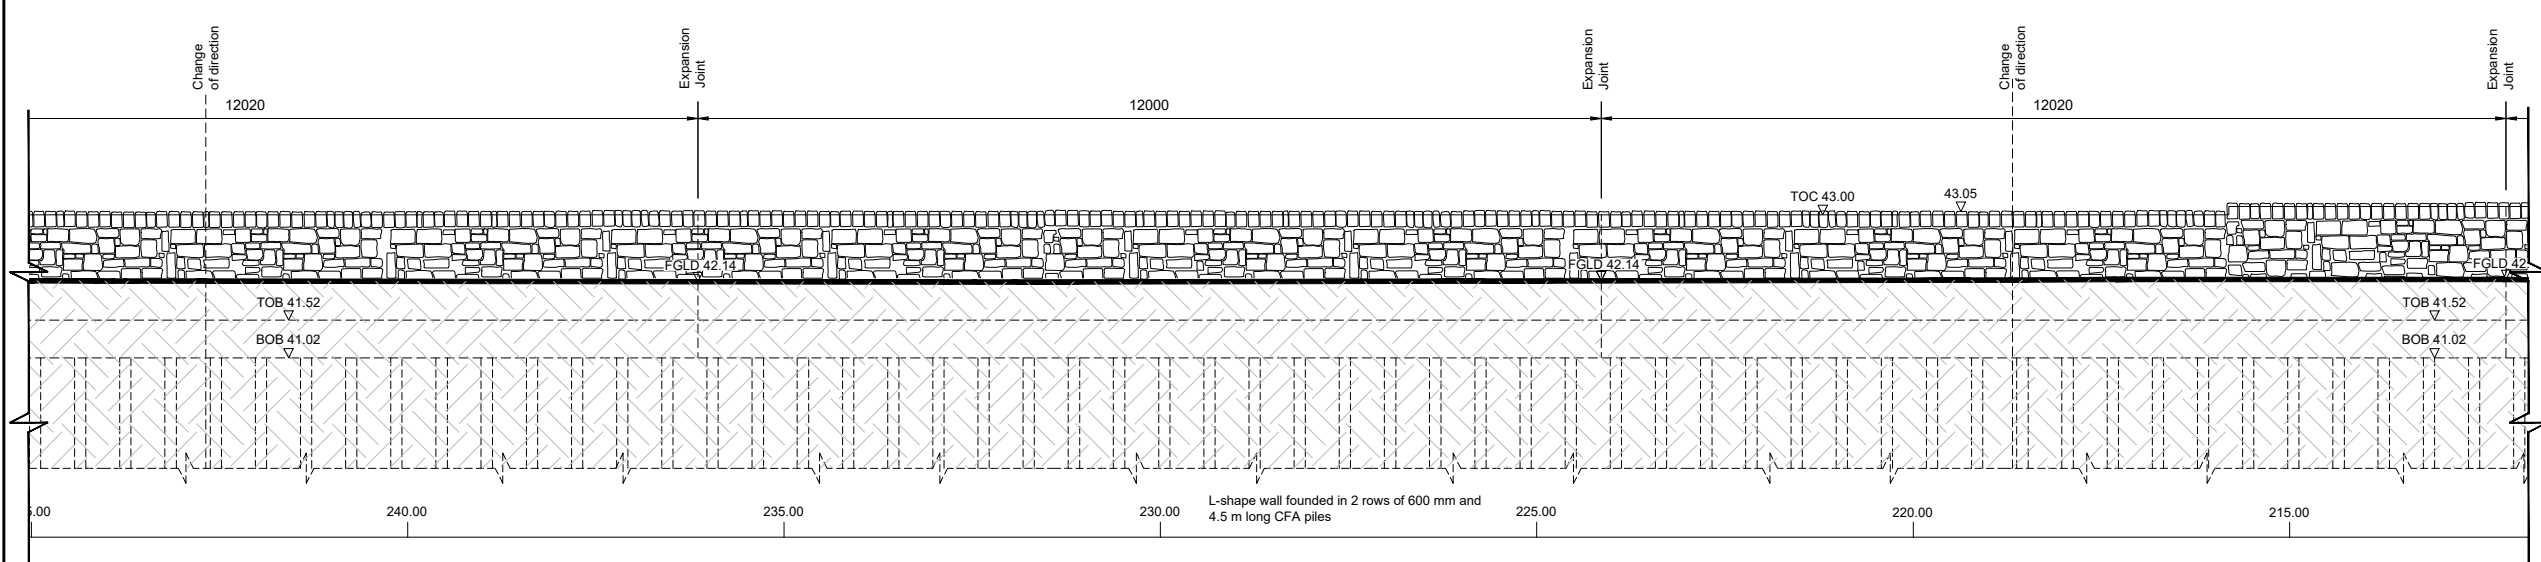 Change
of direction
Expansion
Joint
Expansion
Joint
Change
of direction
Expansion
Joint
12020
12000
12020
TOC 43.00
43.05
FGLD 42.14
FGLD 42.14
FGLD 42
TOB 41.52
TOB 41.52
BOB 41.02
BOB 41.02
L-shape wall founded in 2 rows of 600 mm and
4.5 m long CFA piles
5.00
240.00
235.00
230.00
225.00
220.00
215.00